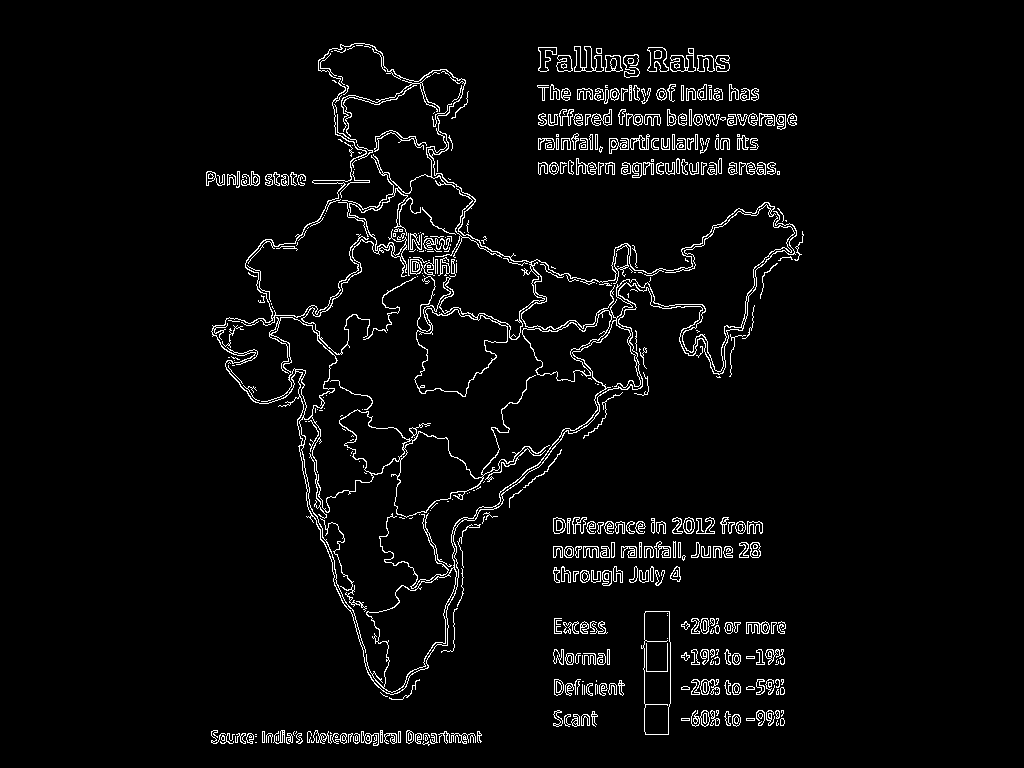 Falling Rains
The majority of India has
suffered from below-average
rainfall, particularly in its
northern agricultural areas.
Punjab state
New
Delhi
Difference in 2012 from
normal rainfall, June 28
through July 4
Excess +20% or more
Normal +19% to -19%
Deficient -20% to -59%
Scant -60% to -99%
Source: India's Meteorological Department